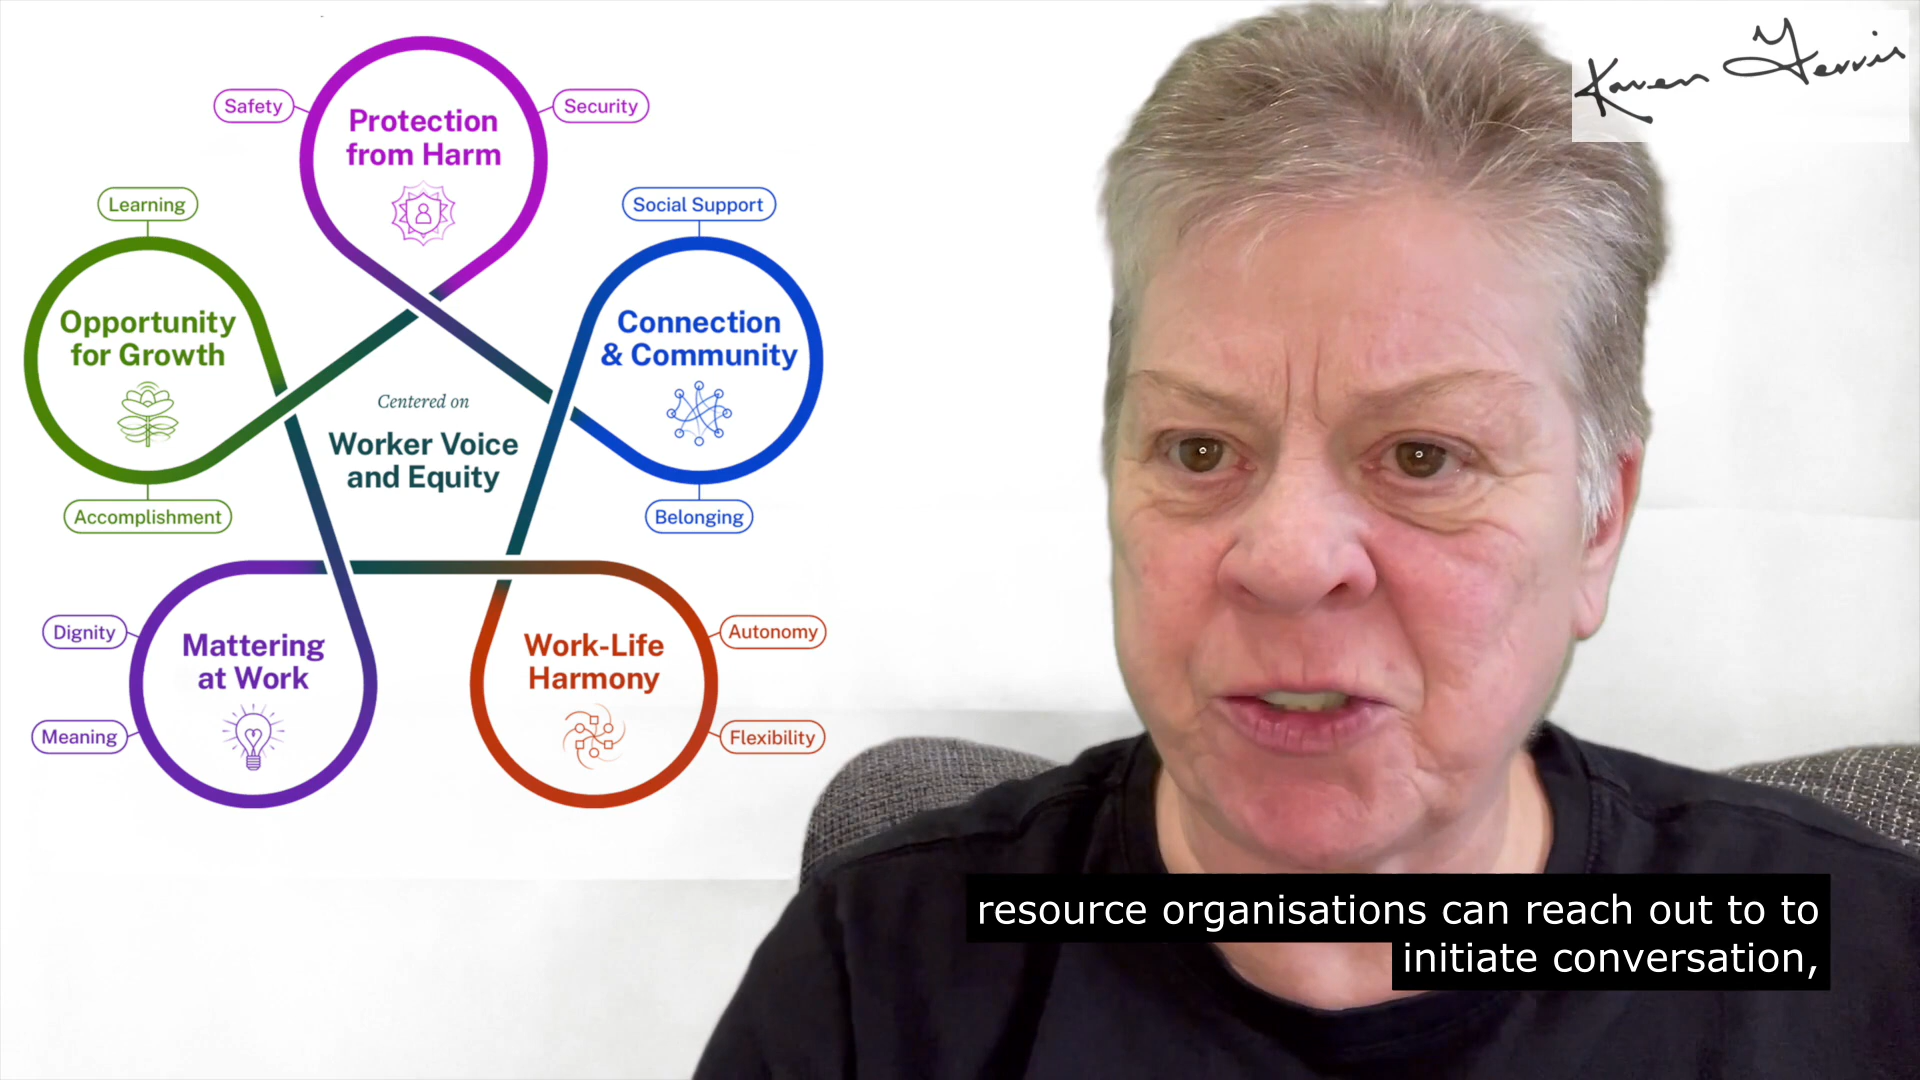 Karen Ferris
Safety
Security
Protection
from Harm
Learning
Social Support
Opportunity
for Growth
Connection
& Community
Centered on
Worker Voice
and Equity
Accomplishment
Belonging
Dignity
Mattering
at Work
Meaning
Work-Life
Harmony
Autonomy
Flexibility
resource organisations can reach out to to
initiate conversation,